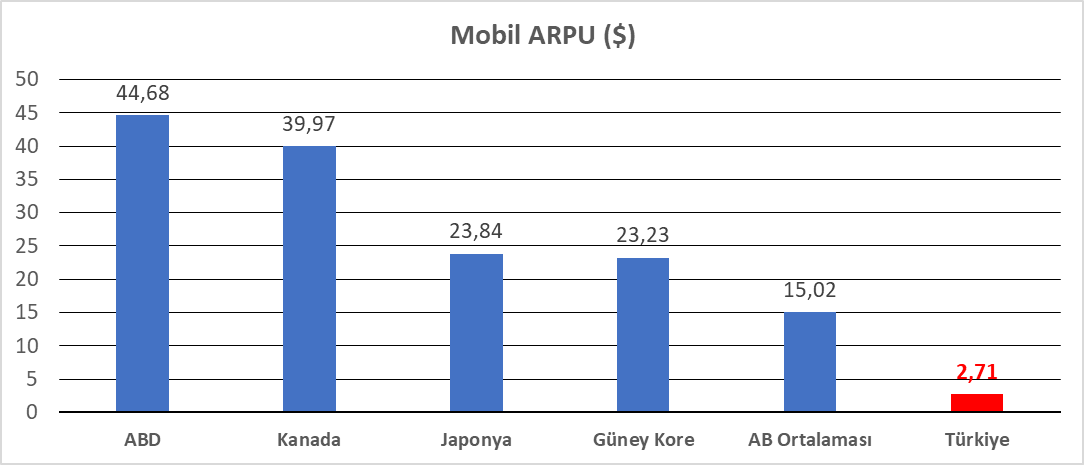 Mobil ARPU ($)
50
45
40
35
30
25
20
15
10
5
0
44,68
39,97
23,84
23,23
15,02
2,71
ABD
Kanada
Japonya
Güney Kore
AB Ortalaması
Türkiye